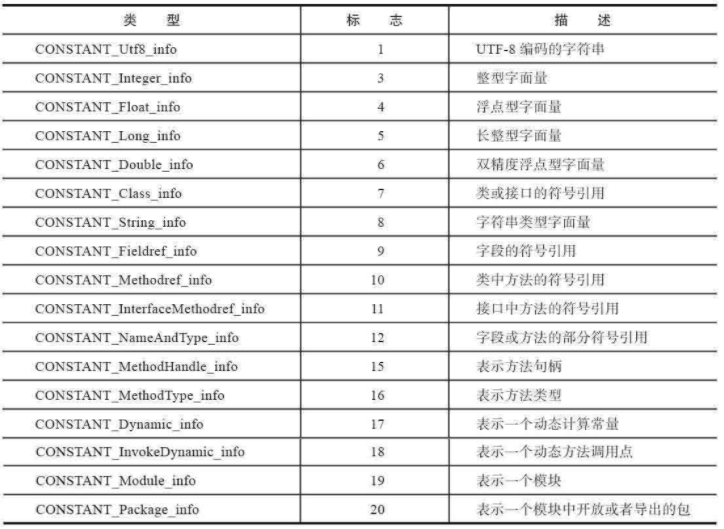 类 型 标 志 描 述
CONSTANT_Utf8_info 1 UTF-8 编码的字符串
CONSTANT_Integer_info 3 整型字面量
CONSTANT_Float_info 4 浮点型字面量
CONSTANT_Long_info 5 长整型字面量
CONSTANT_Double_info 6 双精度浮点型字面量
CONSTANT_Class_info 7 类或接口的符号引用
CONSTANT_String_info 8 字符串类型字面量
CONSTANT_Fieldref_info 9 字段的符号引用
CONSTANT_Methodref_info 10 类中方法的符号引用
CONSTANT_InterfaceMethodref_info 11 接口中方法的符号引用
CONSTANT_NameAndType_info 12 字段或方法的部分符号引用
CONSTANT_MethodHandle_info 15 表示方法句柄
CONSTANT_MethodType_info 16 表示方法类型
CONSTANT_Dynamic_info 17 表示一个动态计算常量
CONSTANT_InvokeDynamic_info 18 表示一个动态方法调用点
CONSTANT_Module_info 19 表示一个模块
CONSTANT_Package_info 20 表示一个模块中开放或者导出的包